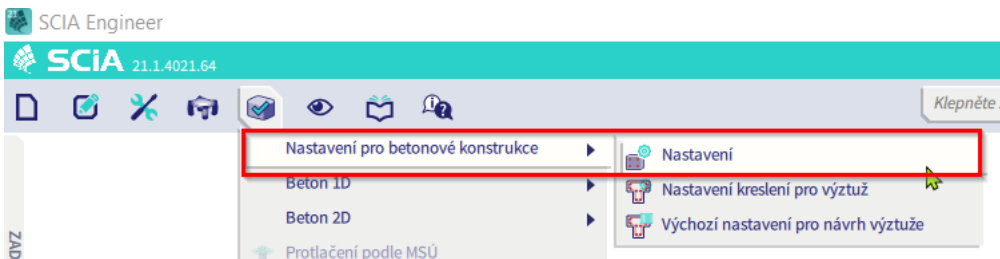 SCIA Engineer
SCiA 21.1.4021.64
Klepněte
Nastavení pro betonové konstrukce
Nastavení
Beton 1D
Nastavení kreslení pro výztuž
Beton 2D
Výchozí nastavení pro návrh výztuže
Protlačení podle MSÚ
ZAD